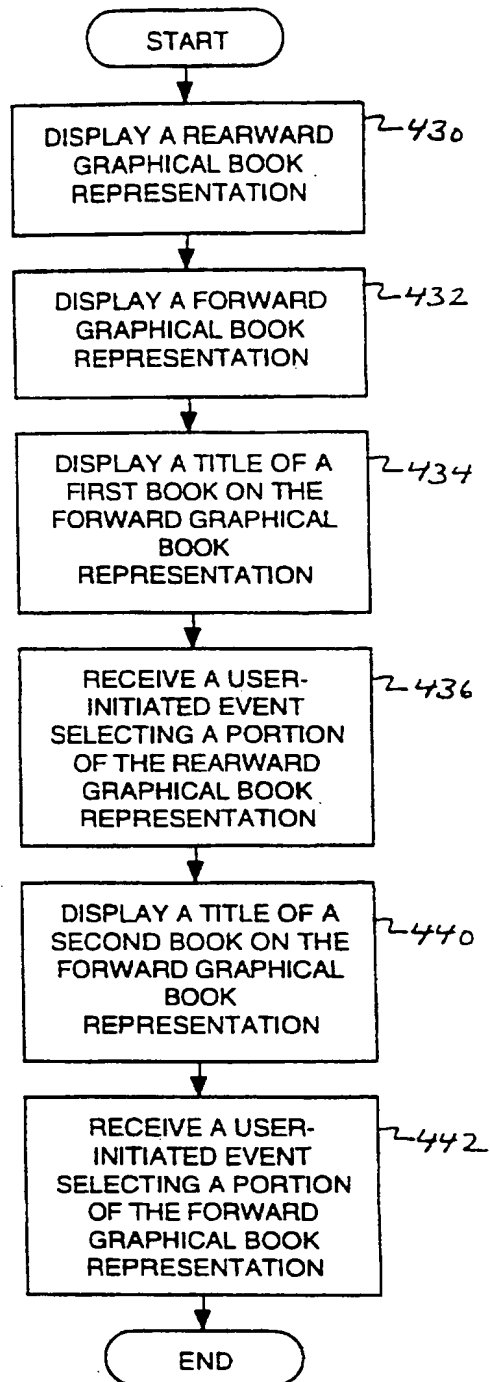 START
DISPLAY A REARWARD
GRAPHICAL BOOK
REPRESENTATION
430
DISPLAY A FORWARD
GRAPHICAL BOOK
REPRESENTATION
432
DISPLAY A TITLE OF A
FIRST BOOK ON THE
FORWARD GRAPHICAL
BOOK
REPRESENTATION
434
RECEIVE A USER-
INITIATED EVENT
SELECTING A PORTION
OF THE REARWARD
GRAPHICAL BOOK
REPRESENTATION
436
DISPLAY A TITLE OF A
SECOND BOOK ON THE
FORWARD GRAPHICAL
BOOK
REPRESENTATION
440
RECEIVE A USER-
INITIATED EVENT
SELECTING A PORTION
OF THE FORWARD
GRAPHICAL BOOK
REPRESENTATION
442
END